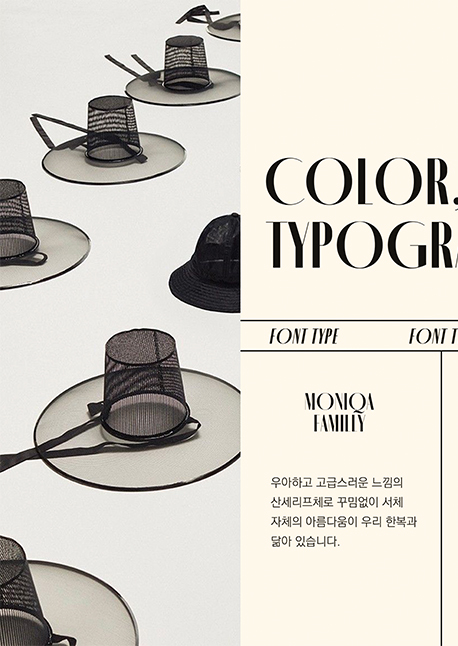 COLOR,
TYPOGR
FONT TYPE
FONT T
MONIQA
FAMILLY
우아하고 고급스러운 느낌의
산세리프체로 꾸밈없이 서체
자체의 아름다움이 우리 한복과
닮아 있습니다.